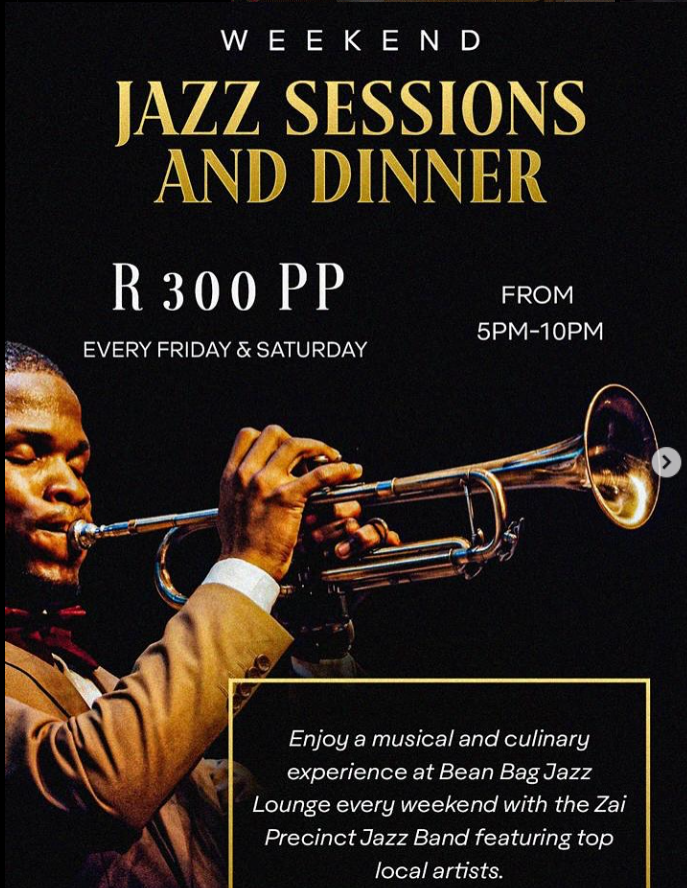 WEEKEND
JAZZ SESSIONS
AND DINNER
R 300 PP
EVERY FRIDAY & SATURDAY
FROM
5PM-10PM
Enjoy a musical and culinary
experience at Bean Bag Jazz
Lounge every weekend with the Zai
Precinct Jazz Band featuring top
local artists.